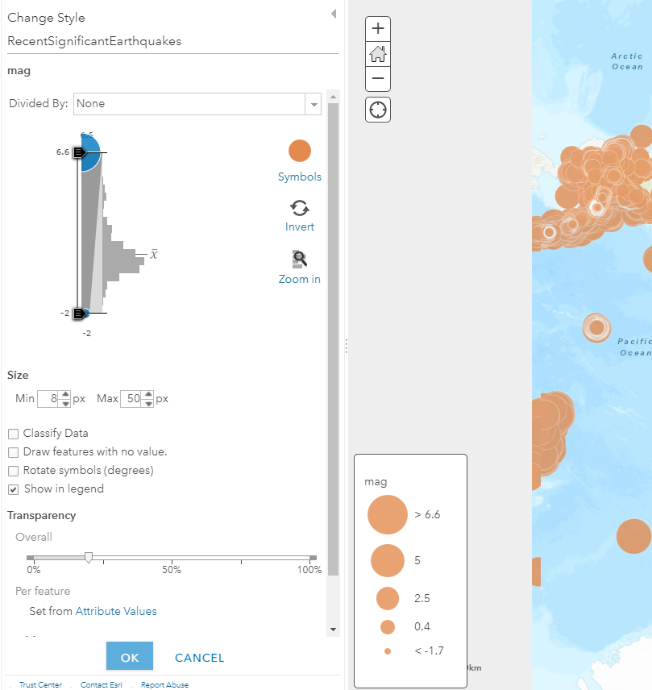 Change Style
RecentSignificantEarthquakes
mag
Divided By: None
6.6
6.6
x̄
-2
-2
Symbols
Invert
Zoom in
Size
Min 8 px Max 50 px
Classify Data
Draw features with no value.
Rotate symbols (degrees)
Show in legend
Transparency
Overall
0% 50% 100%
Per feature
Set from Attribute Values
OK CANCEL
Trust Center Contact Esri Report Abuse
+
−
mag
> 6.6
5
2.5
0.4
< -1.7
km
Arctic
Ocean
Pacific
Ocean